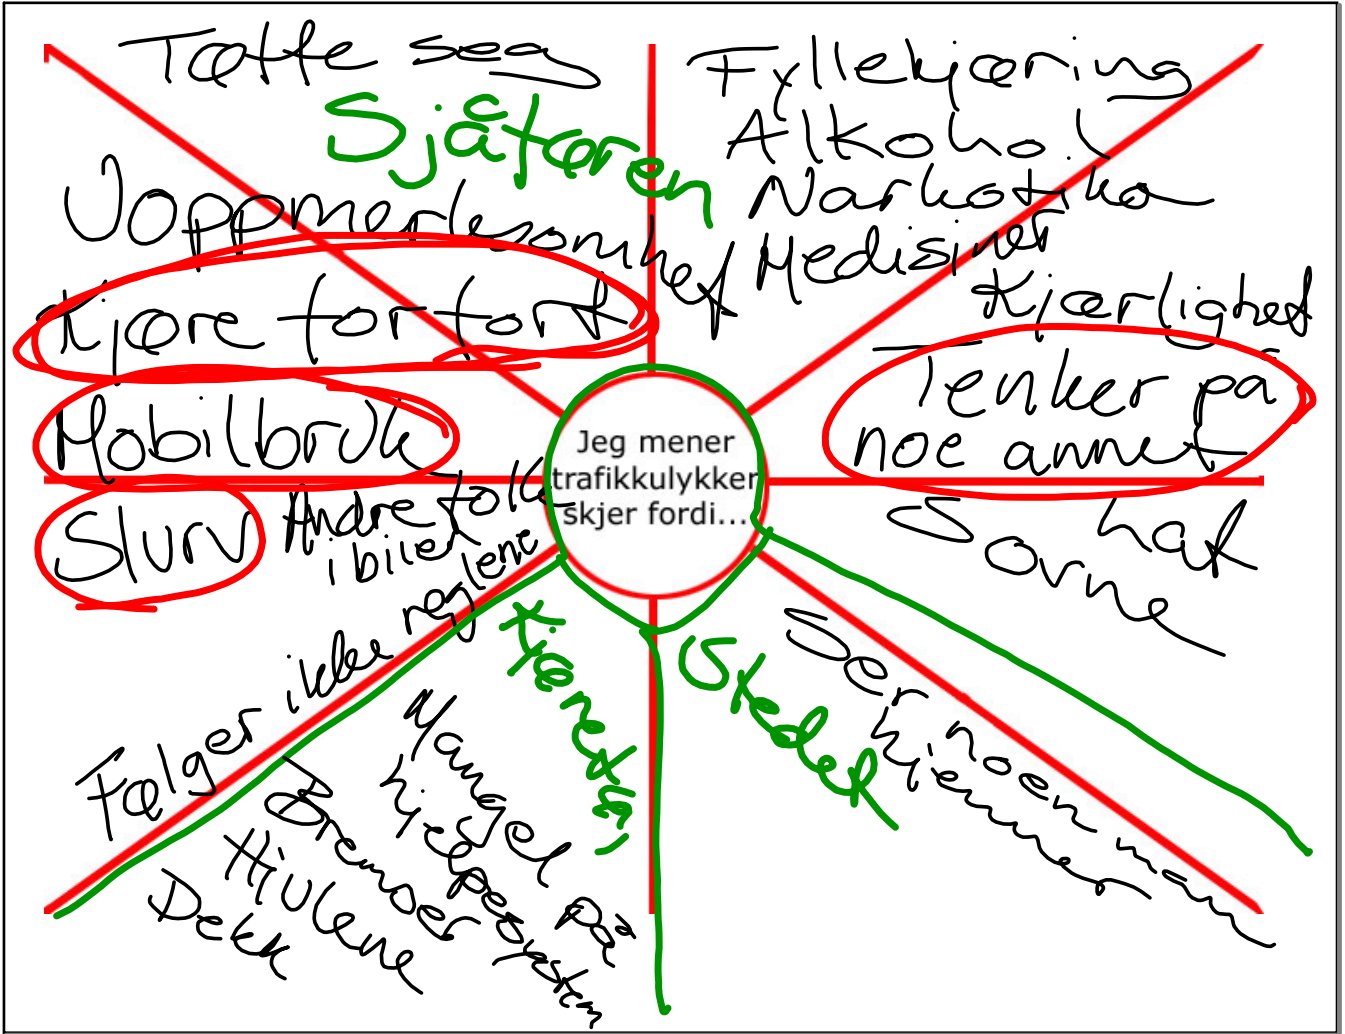 Tøffe seg
Sjåføren
Uoppmerksomhet
Kjøre for fort
Mobilbruk
Slurv
Andre folk
i bilen
Følger ikke reglene
Fyllekjøring
Alkohol
Narkotika
Medisiner
Kjærlighet
Tenker på
noe annet
Jeg mener
trafikkulykker
skjer fordi...
Sovne
hat
Ser noen man
kjenner
Stedet
Kjøretøy
Mangel på
hjelpesystem
Bremser
Hjulene
Dekk